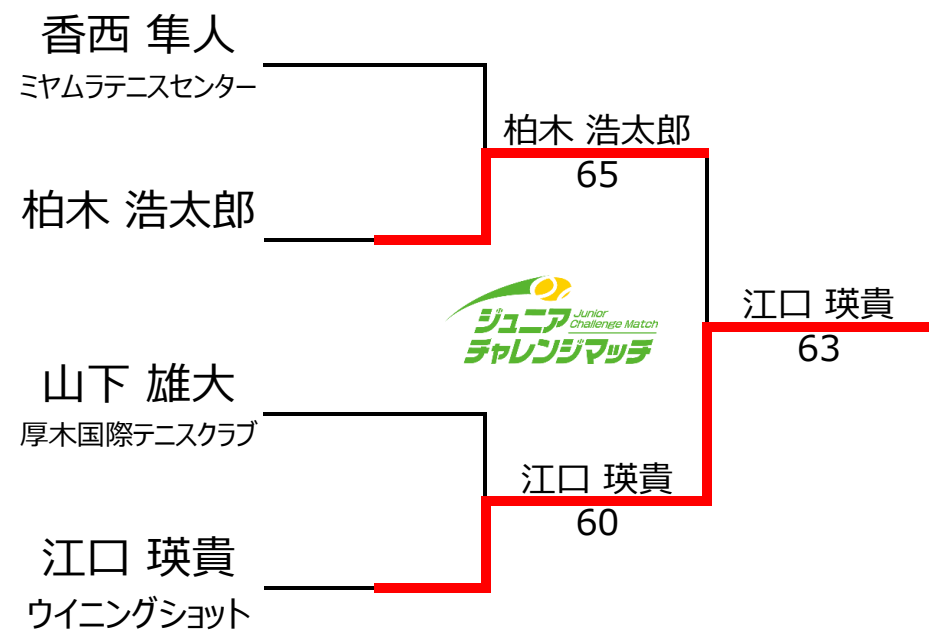 香西 隼人
ミヤムラテニスセンター
柏木 浩太郎
65
柏木 浩太郎
ジュニア
Junior
Challenge Match
チャレンジマッチ
江口 瑛貴
63
山下 雄大
厚木国際テニスクラブ
江口 瑛貴
60
江口 瑛貴
ウイニングショット